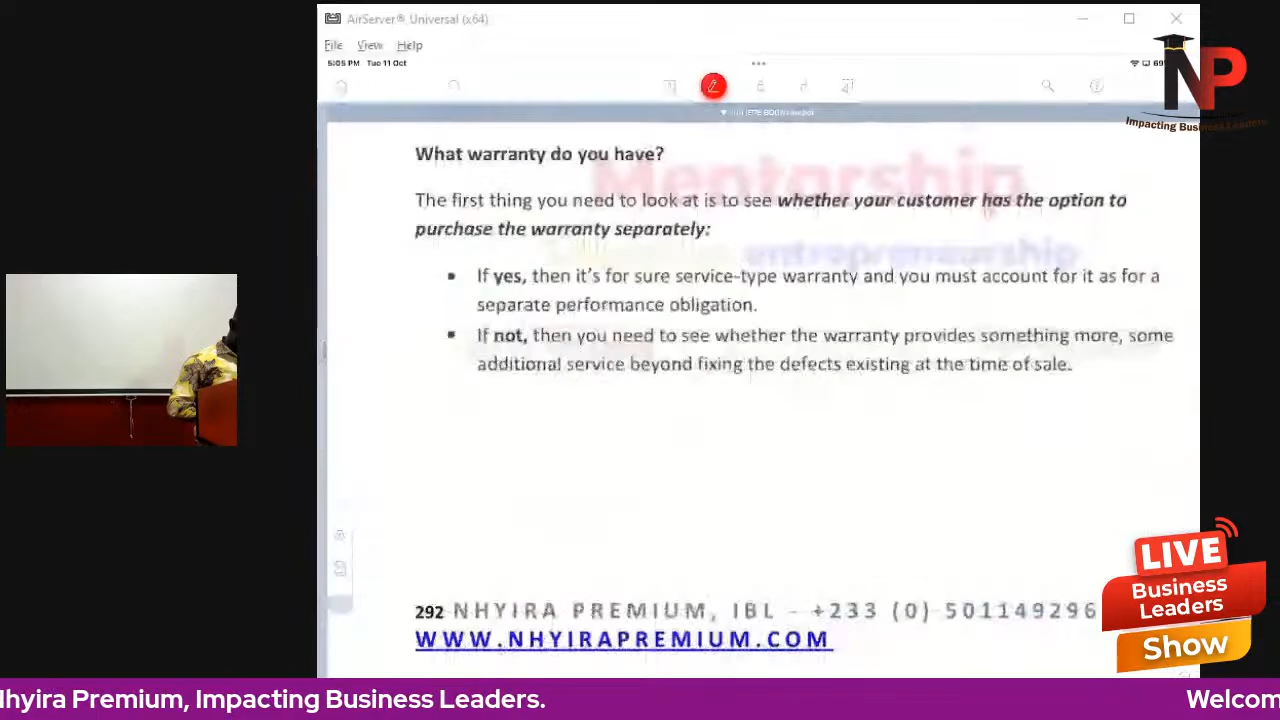 AirServer® Universal (x64)
File View Help
5:05 PM Tue 11 Oct
NP
Impacting Business Leaders
What warranty do you have?
Mentorship
The first thing you need to look at is to see whether your customer has the option to
purchase the warranty separately:
entrepreneurship
▪ If yes, then it's for sure service-type warranty and you must account for it as for a
separate performance obligation.
▪ If not, then you need to see whether the warranty provides something more, some
additional service beyond fixing the defects existing at the time of sale.
292 NHYIRA PREMIUM, IBL - +233 (0) 501149296
WWW.NHYIRAPREMIUM.COM
LIVE
Business
Leaders
Show
Nhyira Premium, Impacting Business Leaders.
Welcom